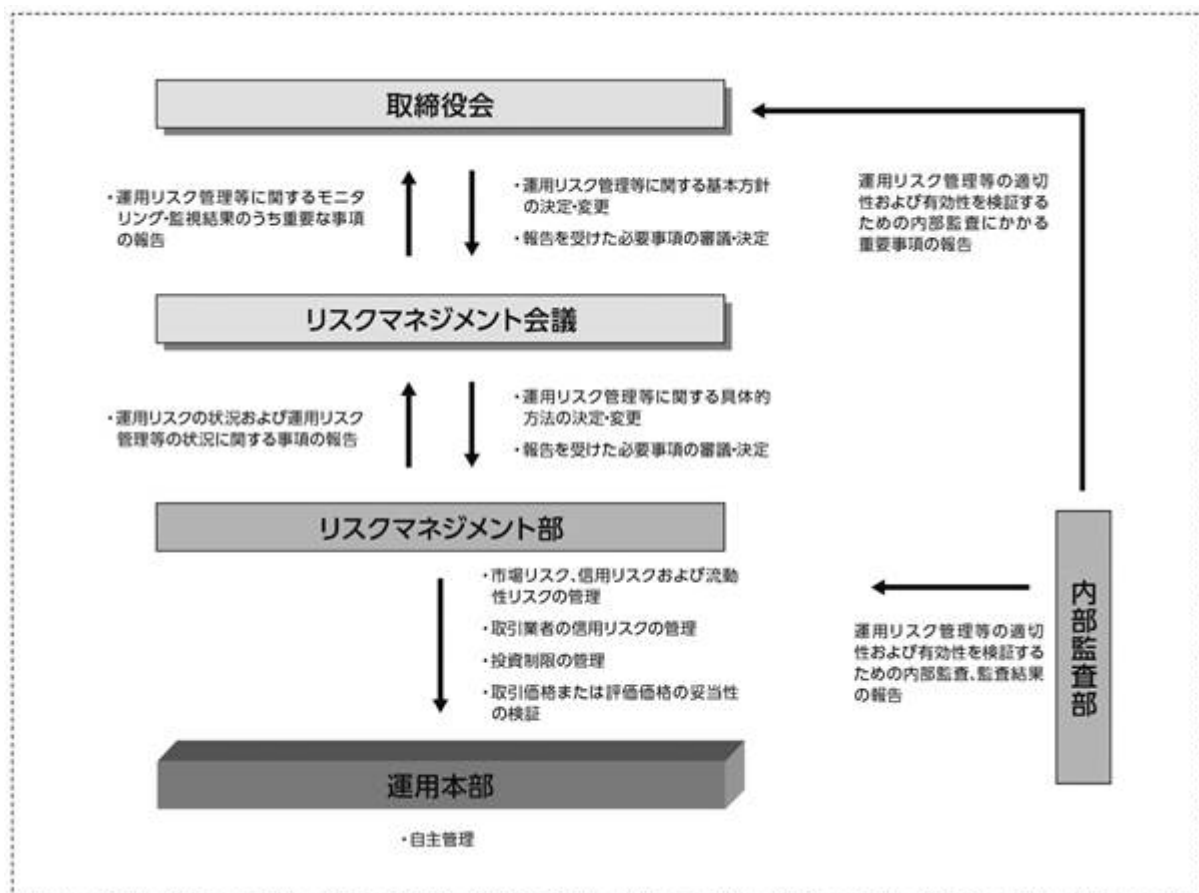 取締役会
・運用リスク管理等に関するモニタ
リング・監視結果のうち重要な事項
の報告
・運用リスク管理等に関する基本方針
の決定・変更
・報告を受けた必要事項の審議・決定
運用リスク管理等の適切
性および有効性を検証する
ための内部監査にかかる
重要事項の報告
リスクマネジメント会議
・運用リスクの状況および運用リスク
管理等の状況に関する事項の報告
・運用リスク管理等に関する具体的
方法の決定・変更
・報告を受けた必要事項の審議・決定
リスクマネジメント部
・市場リスク、信用リスクおよび流動
性リスクの管理
・取引業者の信用リスクの管理
・投資制限の管理
・取引価格または評価価格の妥当性
の検証
運用リスク管理等の適切
性および有効性を検証する
ための内部監査、監査結果
の報告
内部監査部
運用本部
・自主管理